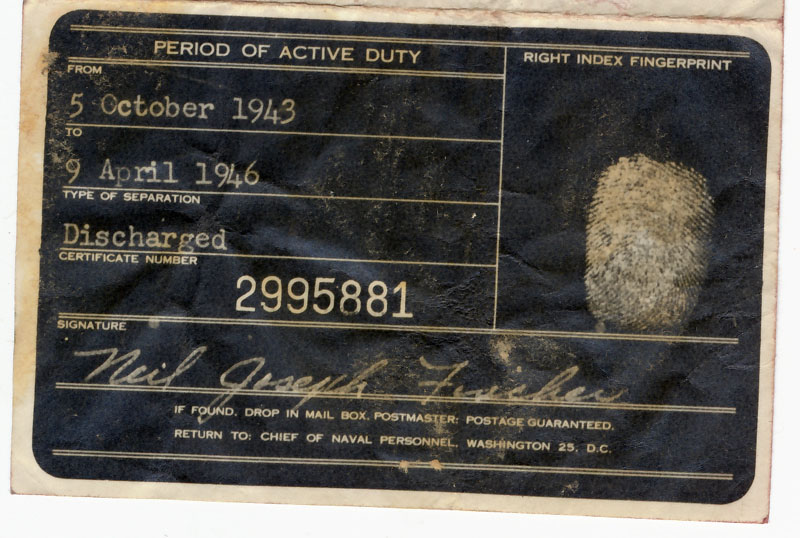 PERIOD OF ACTIVE DUTY
RIGHT INDEX FINGERPRINT
FROM
5 October 1943
TO
9 April 1946
TYPE OF SEPARATION
Discharged
CERTIFICATE NUMBER
2995881
SIGNATURE
Neil Joseph
IF FOUND, DROP IN MAIL BOX. POSTMASTER: POSTAGE GUARANTEED.
RETURN TO: CHIEF OF NAVAL PERSONNEL, WASHINGTON 25, D.C.